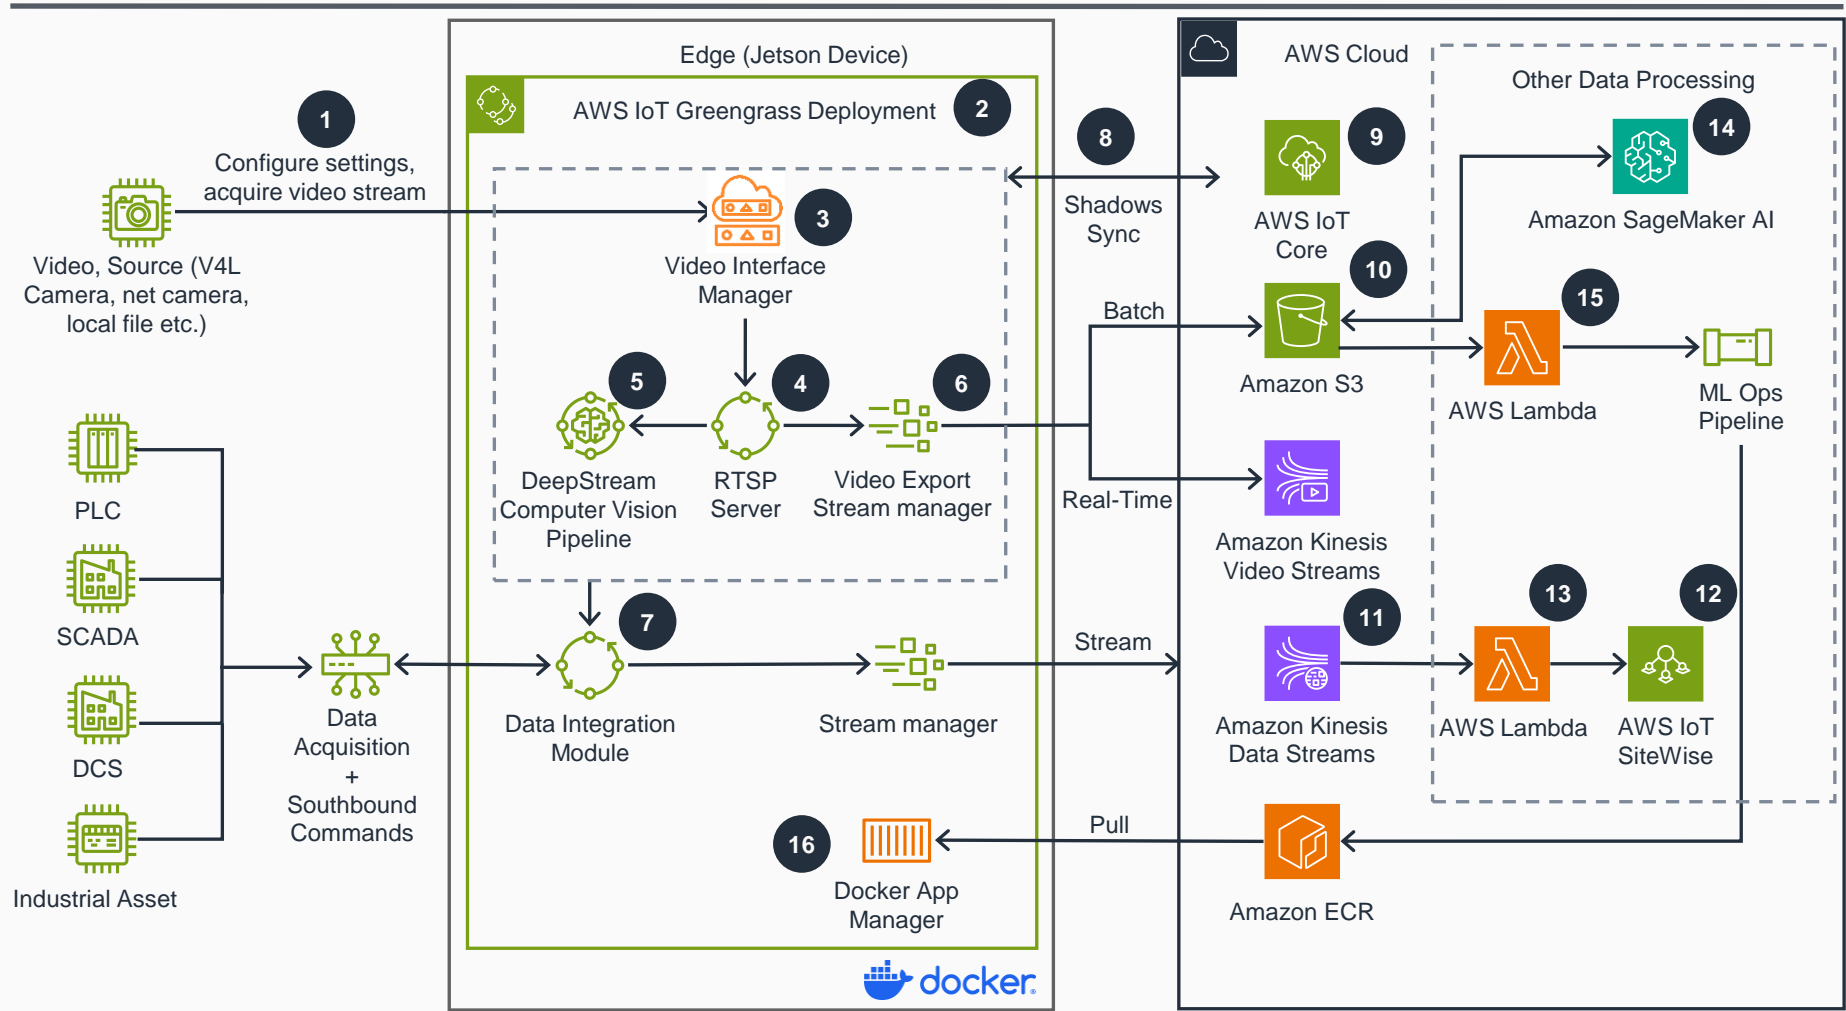 Edge (Jetson Device)
AWS IoT Greengrass Deployment
2
1
Configure settings,
acquire video stream
Video, Source (V4L
Camera, net camera,
local file etc.)
3
Video Interface
Manager
5
4
6
DeepStream
Computer Vision
Pipeline
RTSP
Server
Video Export
Stream manager
PLC
SCADA
DCS
Industrial Asset
Data
Acquisition
+
Southbound
Commands
7
Data Integration
Module
Stream manager
16
Docker App
Manager
docker
8
Shadows
Sync
Batch
Real-Time
Stream
Pull
AWS Cloud
9
AWS IoT
Core
10
Amazon S3
Amazon Kinesis
Video Streams
11
Amazon Kinesis
Data Streams
Amazon ECR
Other Data Processing
14
Amazon SageMaker AI
15
AWS Lambda
ML Ops
Pipeline
13
12
AWS Lambda
AWS IoT
SiteWise